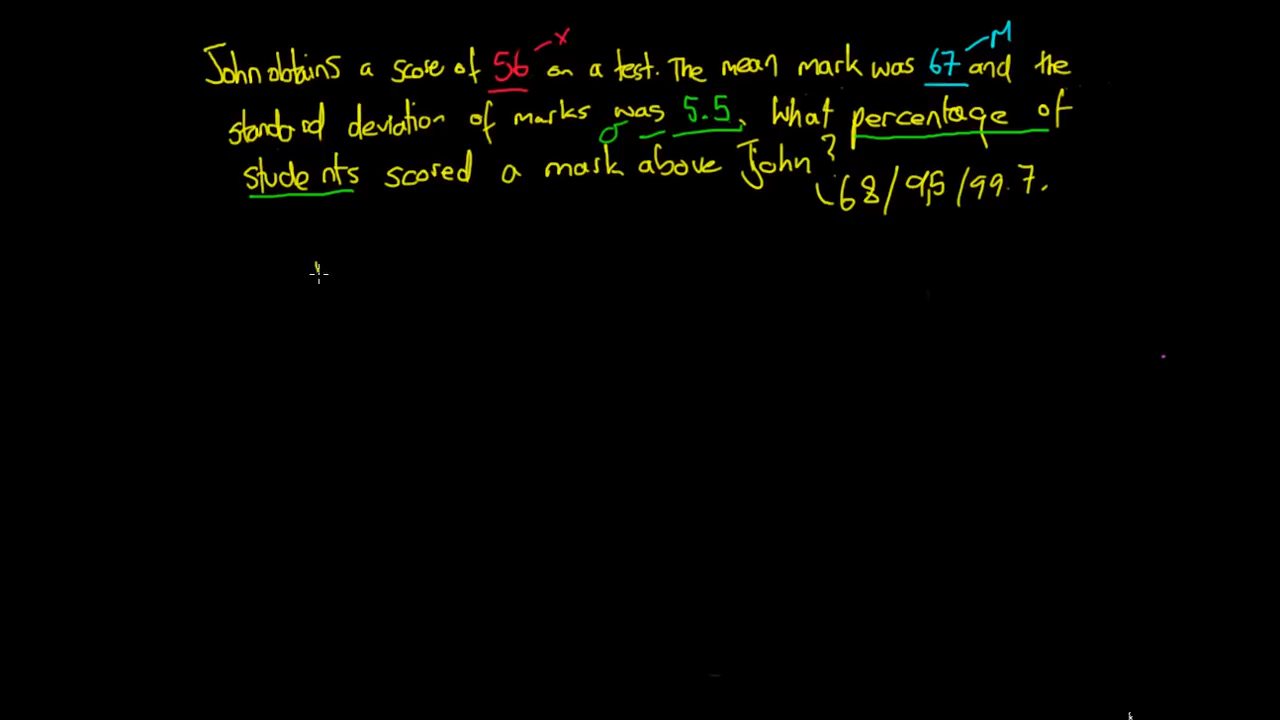 John obtains a score of 56 x on a test. The mean mark was 67 M and the
standard deviation of marks was 5.5. What percentage of
σ
students scored a mark above John?
68/95/99.7.